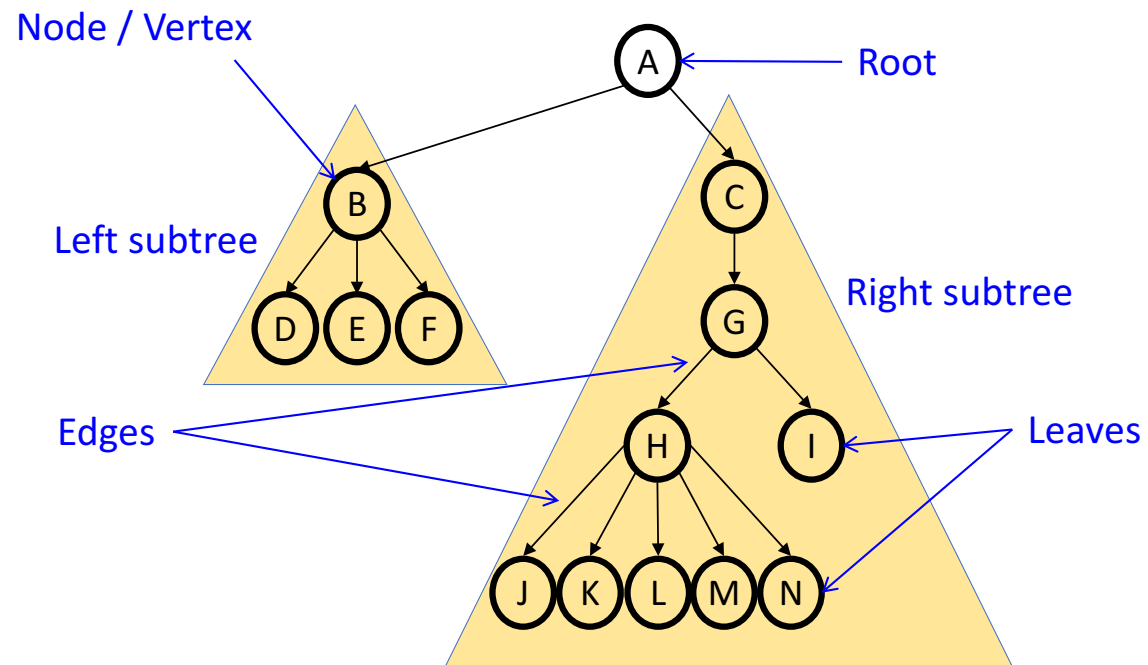 Node / Vertex
A
Root
B
C
Left subtree
Right subtree
D E F
G
Edges
H
I
Leaves
J K L M N